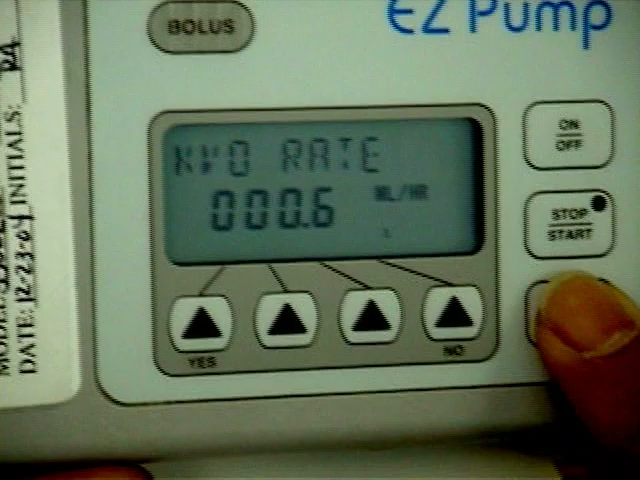 BOLUS
EZ Pump
KVO RATE
000.6 ML/HR
ON
OFF
STOP
START
YES
NO
DATE: 12-23-04 INITIALS: